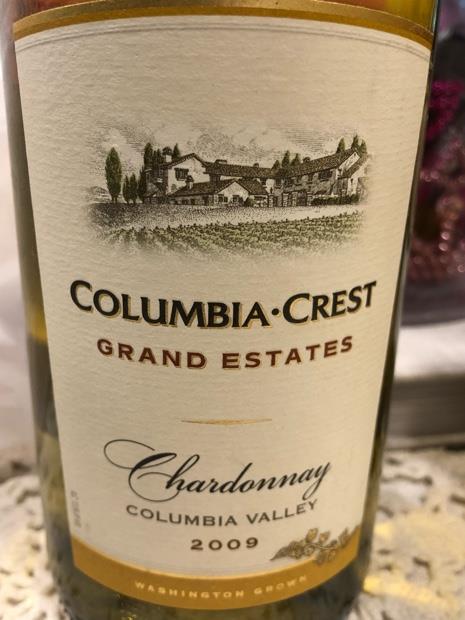 COLUMBIA·CREST
GRAND ESTATES
Chardonnay
COLUMBIA VALLEY
2009
WASHINGTON GROWN